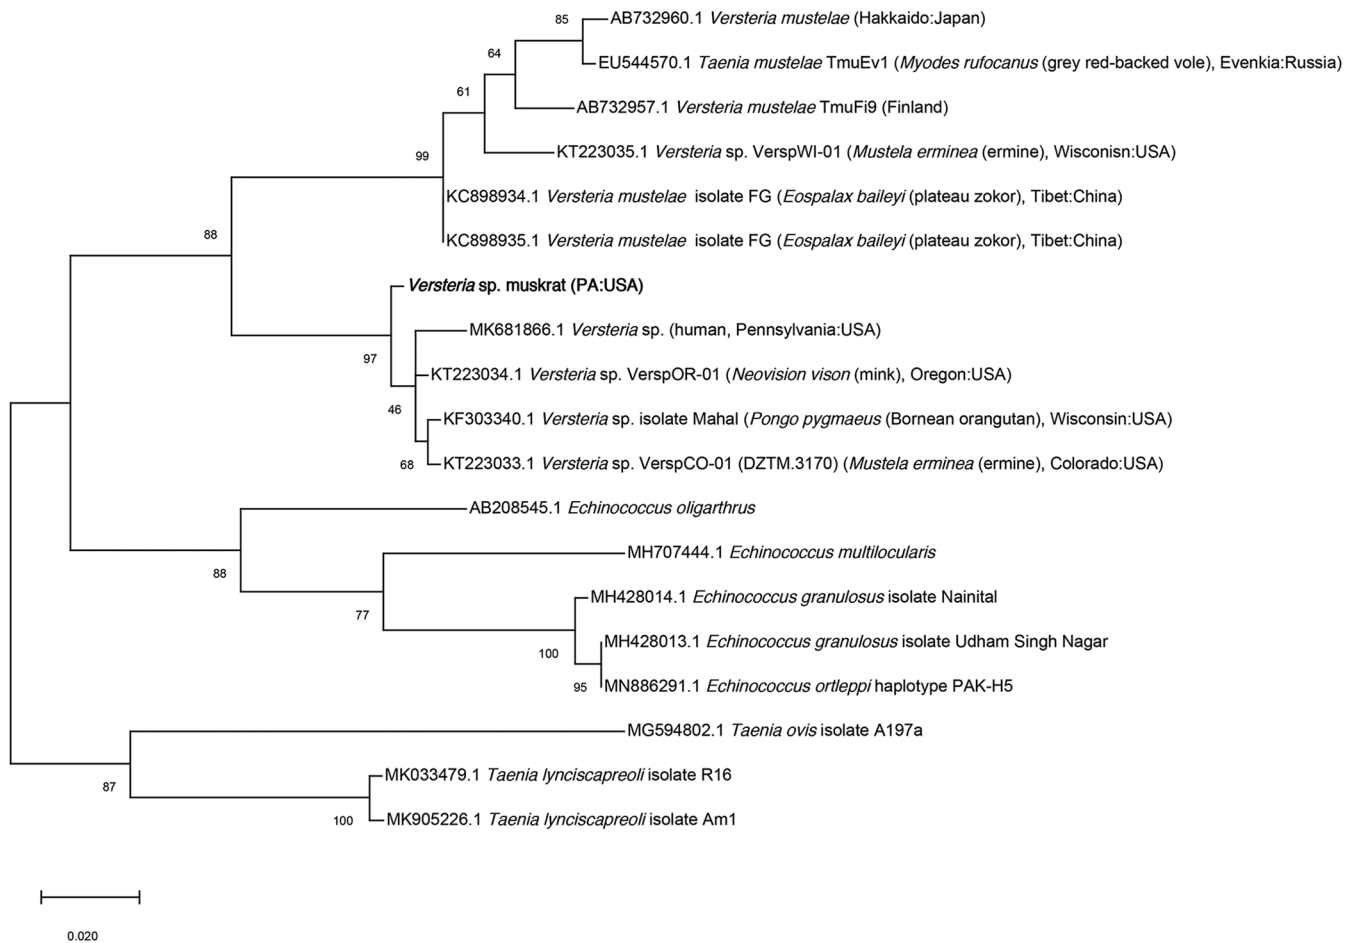 85
AB732960.1 Versteria mustelae (Hakkaido:Japan)
64
EU544570.1 Taenia mustelae TmuEv1 (Myodes rufocanus (grey red-backed vole), Evenkia:Russia)
61
AB732957.1 Versteria mustelae TmuFi9 (Finland)
99
KT223035.1 Versteria sp. VerspWI-01 (Mustela erminea (ermine), Wisconisn:USA)
KC898934.1 Versteria mustelae isolate FG (Eospalax baileyi (plateau zokor), Tibet:China)
88
KC898935.1 Versteria mustelae isolate FG (Eospalax baileyi (plateau zokor), Tibet:China)
Versteria sp. muskrat (PA:USA)
MK681866.1 Versteria sp. (human, Pennsylvania:USA)
97
KT223034.1 Versteria sp. VerspOR-01 (Neovision vison (mink), Oregon:USA)
46
KF303340.1 Versteria sp. isolate Mahal (Pongo pygmaeus (Bornean orangutan), Wisconsin:USA)
68
KT223033.1 Versteria sp. VerspCO-01 (DZTM.3170) (Mustela erminea (ermine), Colorado:USA)
AB208545.1 Echinococcus oligarthrus
88
MH707444.1 Echinococcus multilocularis
77
MH428014.1 Echinococcus granulosus isolate Nainital
100
MH428013.1 Echinococcus granulosus isolate Udham Singh Nagar
95
MN886291.1 Echinococcus ortleppi haplotype PAK-H5
MG594802.1 Taenia ovis isolate A197a
87
MK033479.1 Taenia lynciscapreoli isolate R16
100
MK905226.1 Taenia lynciscapreoli isolate Am1
0.020